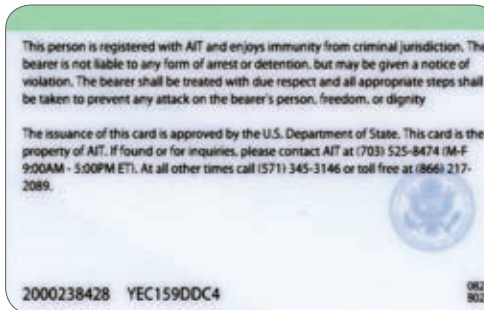 This person is registered with AIT and enjoys immunity from criminal jurisdiction. The
bearer is not liable to any form of arrest or detention, but may be given a notice of
violation. The bearer shall be treated with due respect and all appropriate steps shall
be taken to prevent any attack on the bearer's person, freedom, or dignity
The issuance of this card is approved by the U.S. Department of State. This card is the
property of AIT. If found or for inquiries, please contact AIT at (703) 525-8474 (M-F
9:00AM - 5:00PM ET). At all other times call (571) 345-3146 or toll free at (866) 217-
2089.
2000238428 YEC159DDC4